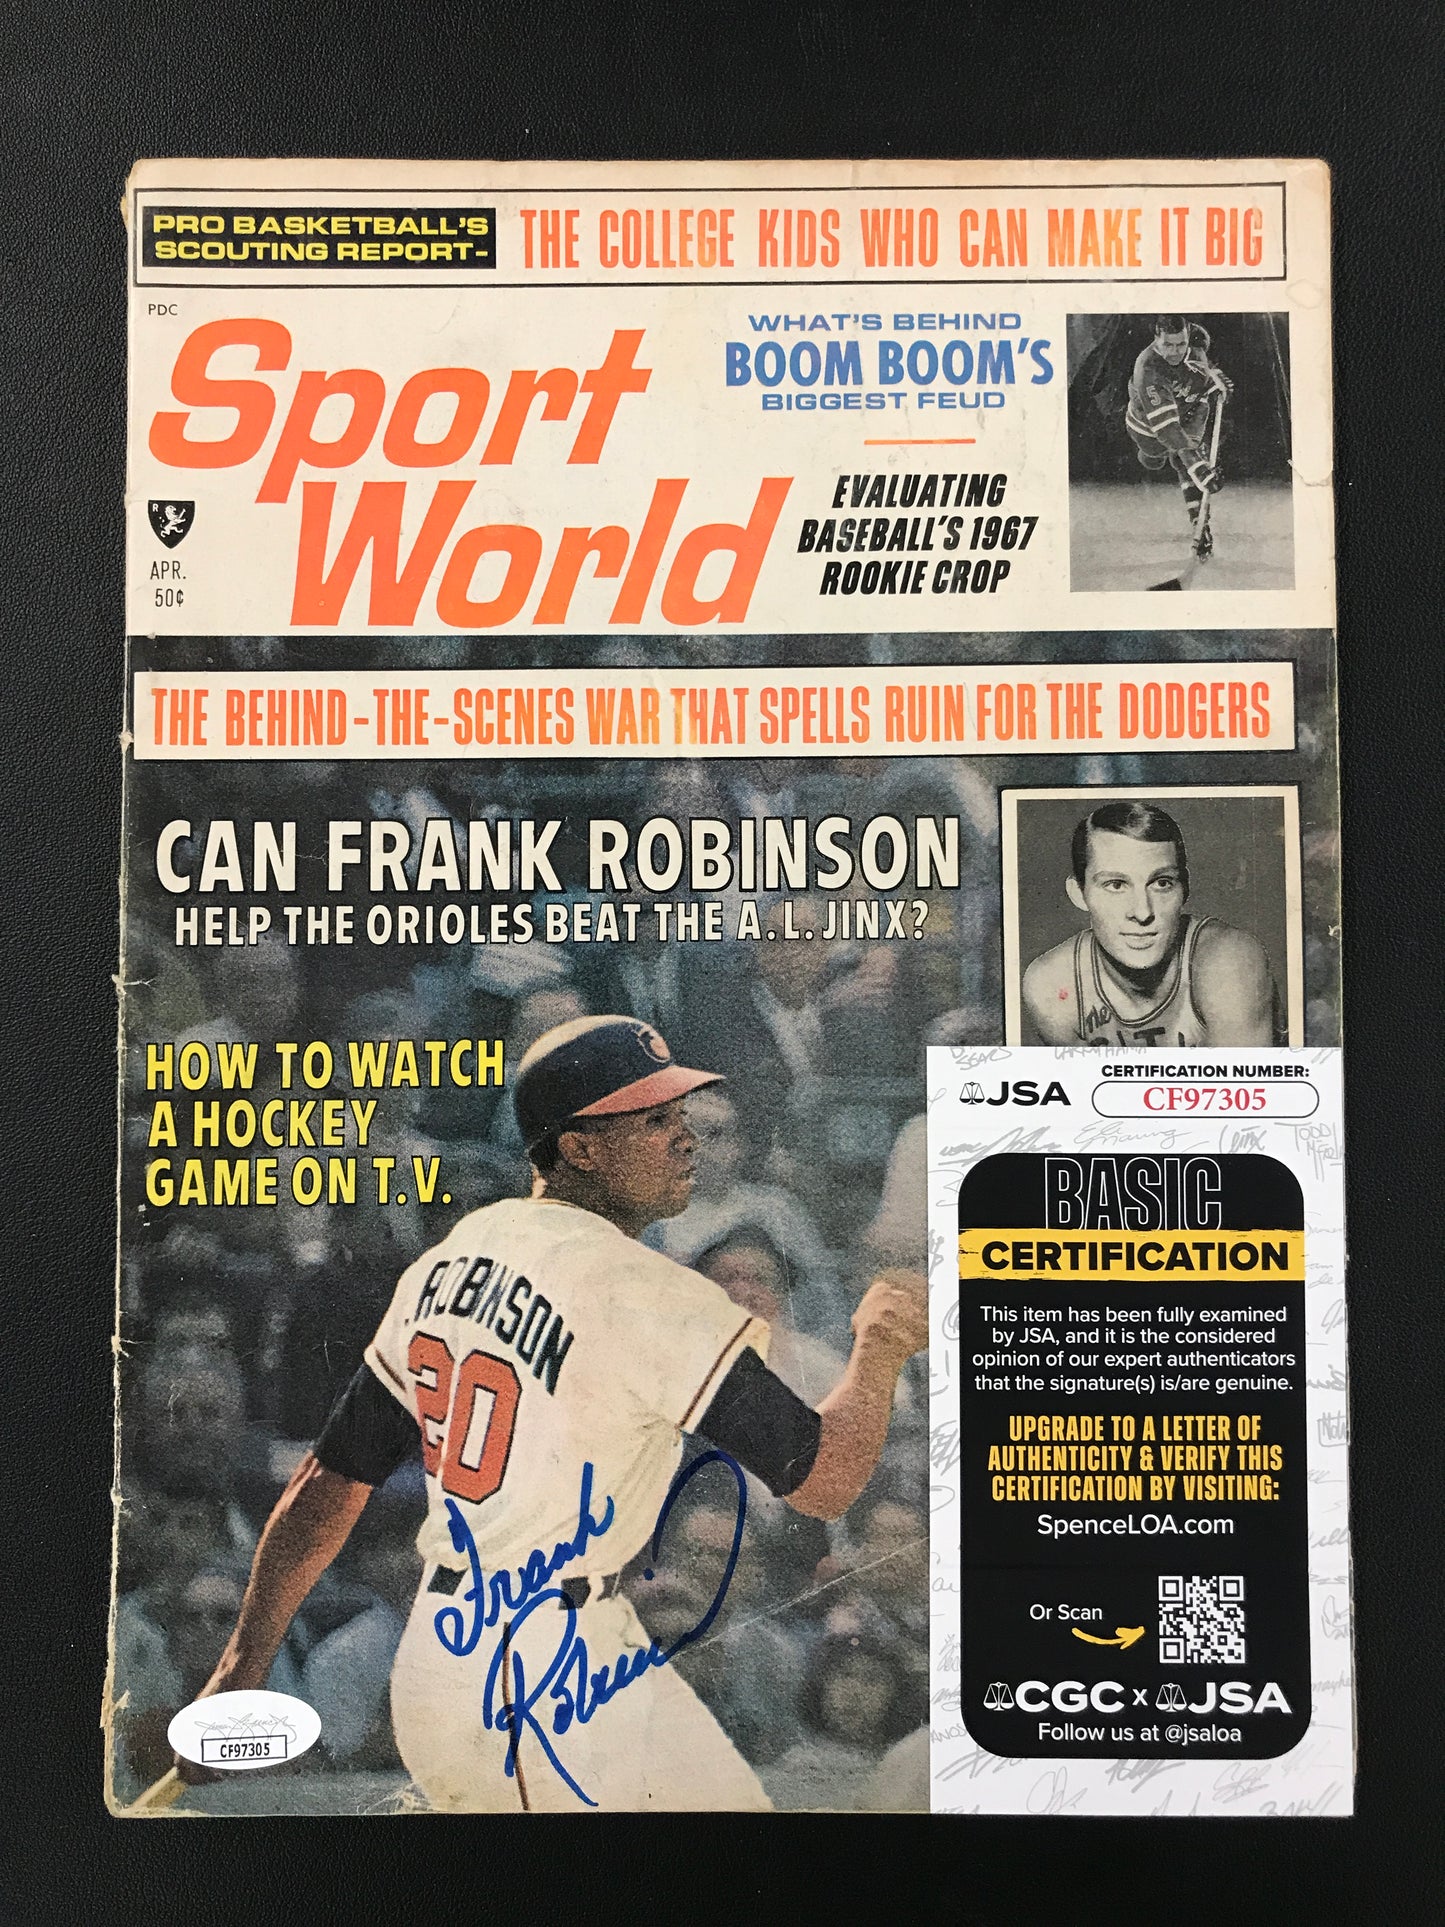 PRO BASKETBALL'S
SCOUTING REPORT-
THE COLLEGE KIDS WHO CAN MAKE IT BIG
PDC
Sport
World
R
APR.
50¢
WHAT'S BEHIND
BOOM BOOM'S
BIGGEST FEUD
EVALUATING
BASEBALL'S 1967
ROOKIE CROP
5
THE BEHIND-THE-SCENES WAR THAT SPELLS RUIN FOR THE DODGERS
CAN FRANK ROBINSON
HELP THE ORIOLES BEAT THE A.L. JINX?
HOW TO WATCH
A HOCKEY
GAME ON T.V.
The
F. ROBINSON
20
Frank
Robinson
CF97305
JSA
CERTIFICATION NUMBER:
CF97305
BASIC
CERTIFICATION
This item has been fully examined
by JSA, and it is the considered
opinion of our expert authenticators
that the signature(s) is/are genuine.
UPGRADE TO A LETTER OF
AUTHENTICITY & VERIFY THIS
CERTIFICATION BY VISITING:
SpenceLOA.com
Or Scan
CGC x JSA
Follow us at @jsaloa